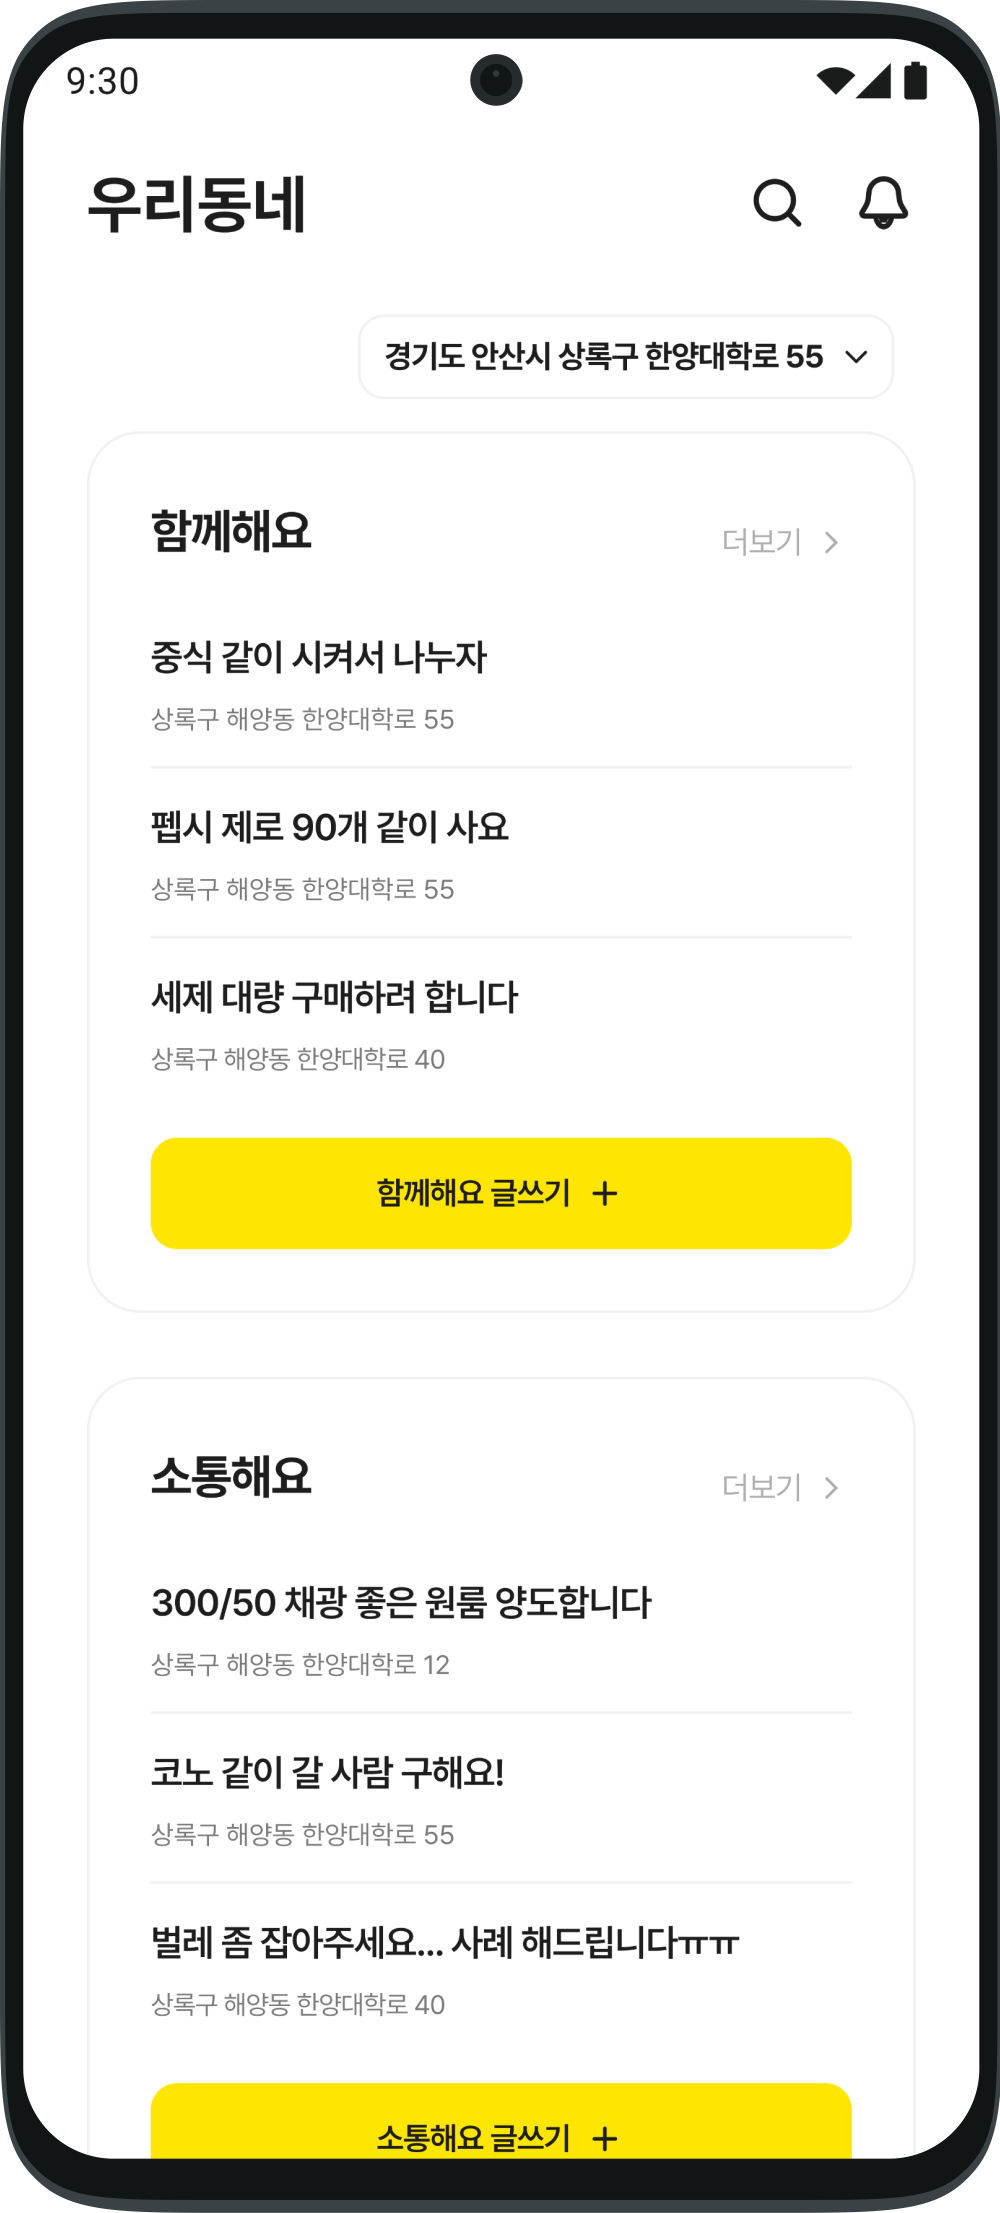 9:30
우리동네
경기도 안산시 상록구 한양대학로 55
함께해요
더보기
중식 같이 시켜서 나누자
상록구 해양동 한양대학로 55
펩시 제로 90개 같이 사요
상록구 해양동 한양대학로 55
세제 대량 구매하려 합니다
상록구 해양동 한양대학로 40
함께해요 글쓰기 +
소통해요
더보기
300/50 채광 좋은 원룸 양도합니다
상록구 해양동 한양대학로 12
코노 같이 갈 사람 구해요!
상록구 해양동 한양대학로 55
벌레 좀 잡아주세요... 사례 해드립니다ㅠㅠ
상록구 해양동 한양대학로 40
소통해요 글쓰기 +